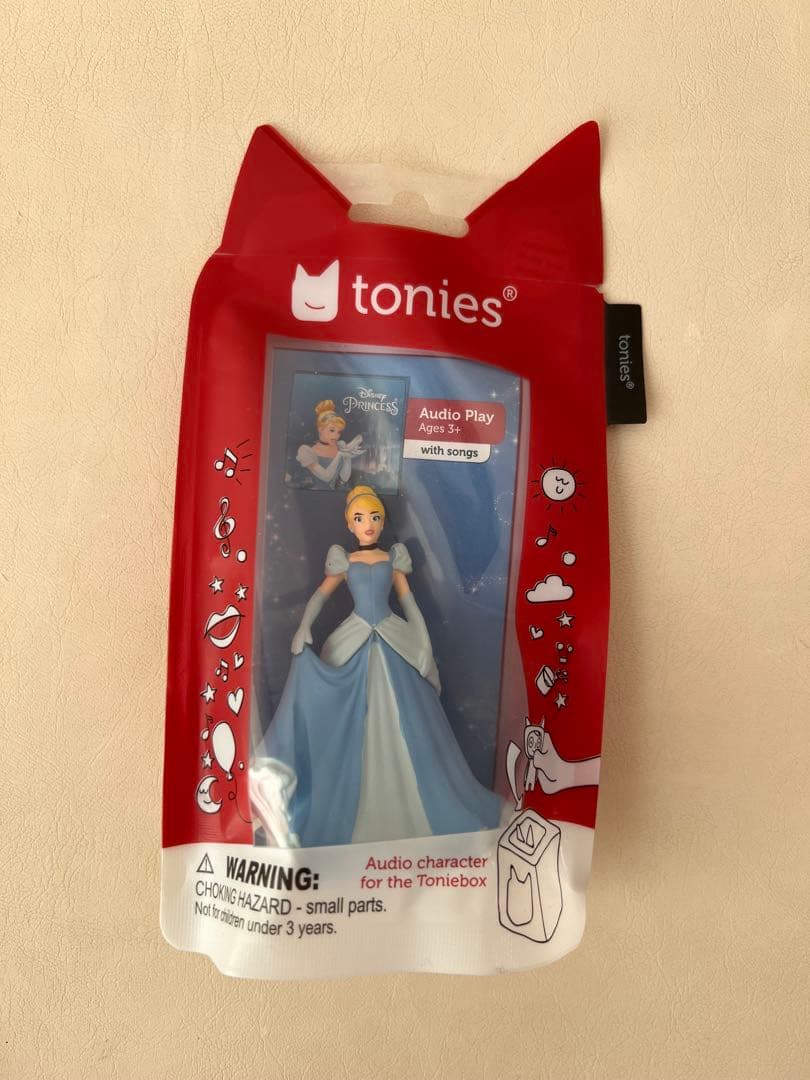 tonies®
tonies®
Disney
PRINCESS
Audio Play
Ages 3+
with songs
WARNING:
CHOKING HAZARD - small parts.
Not for children under 3 years.
Audio character
for the Toniebox